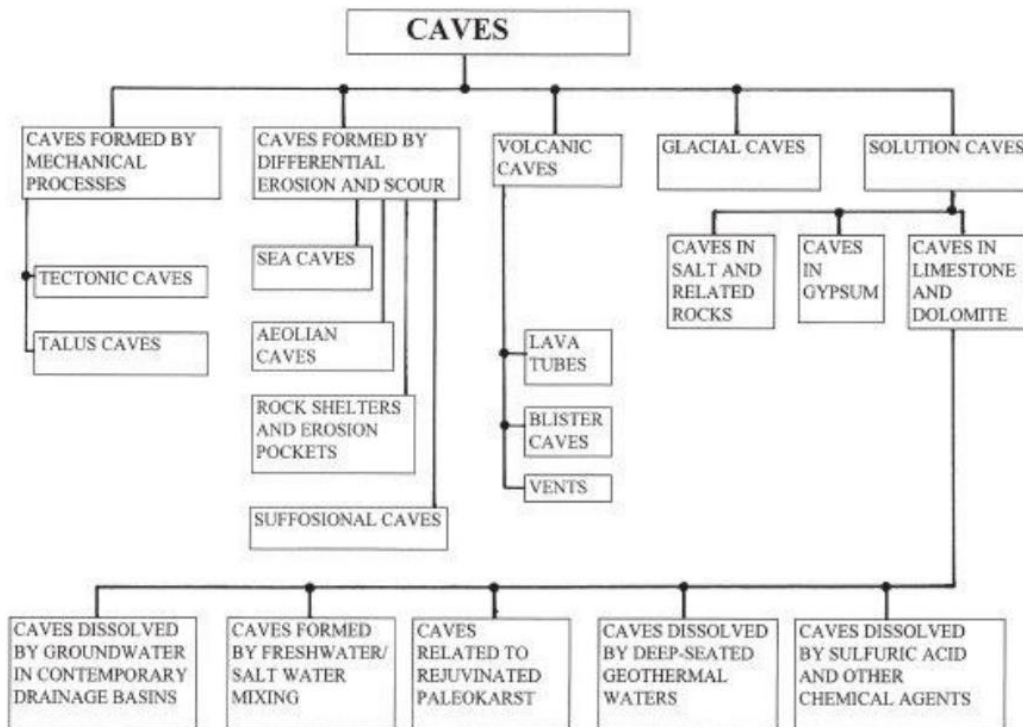 CAVES
CAVES FORMED BY
MECHANICAL
PROCESSES
CAVES FORMED BY
DIFFERENTIAL
EROSION AND SCOUR
VOLCANIC
CAVES
GLACIAL CAVES
SOLUTION CAVES
TECTONIC CAVES
TALUS CAVES
SEA CAVES
AEOLIAN
CAVES
ROCK SHELTERS
AND EROSION
POCKETS
SUFFOSIONAL CAVES
LAVA
TUBES
BLISTER
CAVES
VENTS
CAVES IN
SALT AND
RELATED
ROCKS
CAVES
IN
GYPSUM
CAVES IN
LIMESTONE
AND
DOLOMITE
CAVES DISSOLVED
BY GROUNDWATER
IN CONTEMPORARY
DRAINAGE BASINS
CAVES FORMED
BY FRESHWATER/
SALT WATER
MIXING
CAVES
RELATED TO
REJUVINATED
PALEOKARST
CAVES DISSOLVED
BY DEEP-SEATED
GEOTHERMAL
WATERS
CAVES DISSOLVED
BY SULFURIC ACID
AND OTHER
CHEMICAL AGENTS